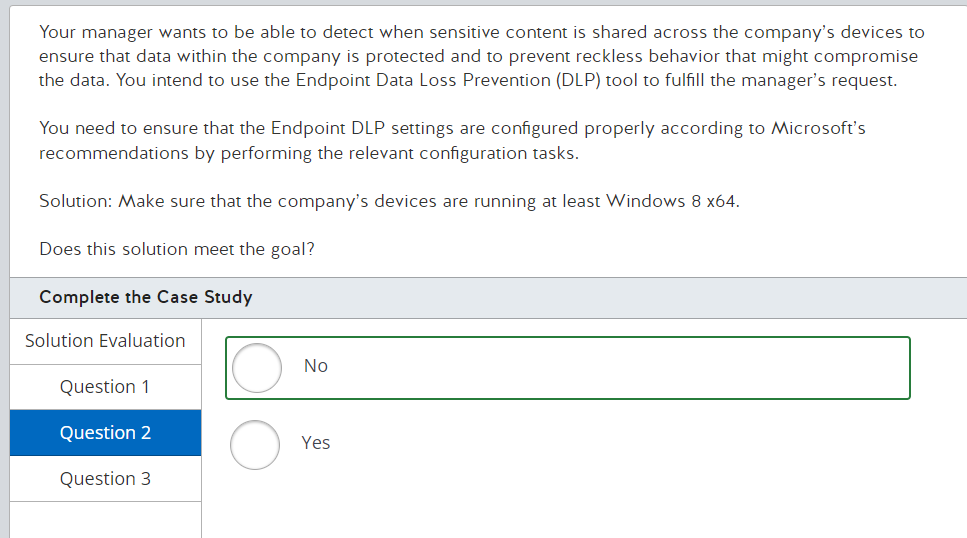 Your manager wants to be able to detect when sensitive content is shared across the company's devices to
ensure that data within the company is protected and to prevent reckless behavior that might compromise
the data. You intend to use the Endpoint Data Loss Prevention (DLP) tool to fulfill the manager's request.
You need to ensure that the Endpoint DLP settings are configured properly according to Microsoft's
recommendations by performing the relevant configuration tasks.
Solution: Make sure that the company's devices are running at least Windows 8 x64.
Does this solution meet the goal?
Complete the Case Study
Solution Evaluation
Question 1
Question 2
Question 3
No
Yes